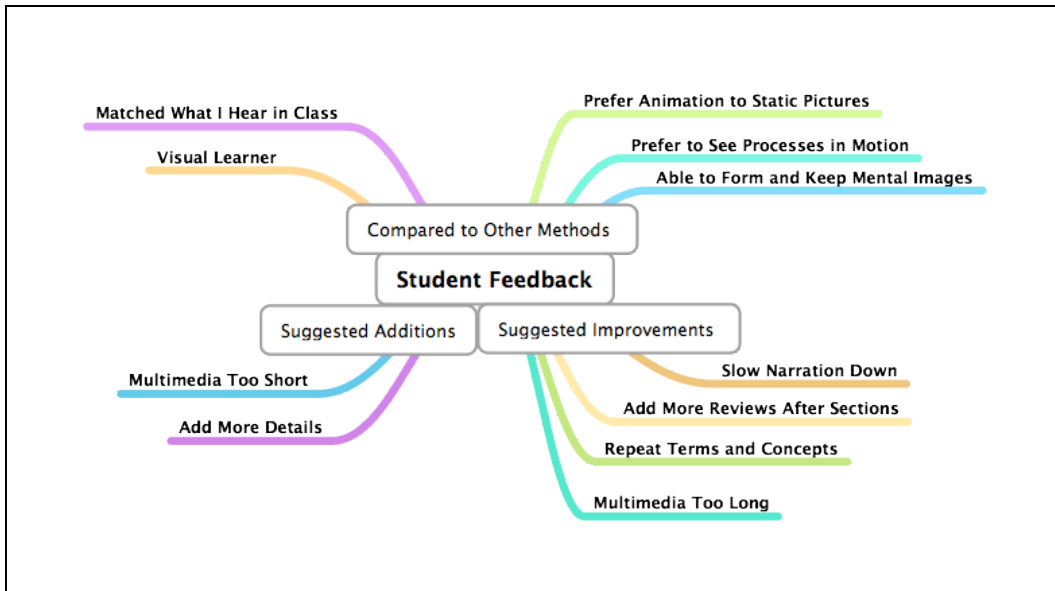 Matched What I Hear in Class
Visual Learner
Prefer Animation to Static Pictures
Prefer to See Processes in Motion
Able to Form and Keep Mental Images
Compared to Other Methods
Student Feedback
Suggested Additions
Suggested Improvements
Multimedia Too Short
Add More Details
Slow Narration Down
Add More Reviews After Sections
Repeat Terms and Concepts
Multimedia Too Long